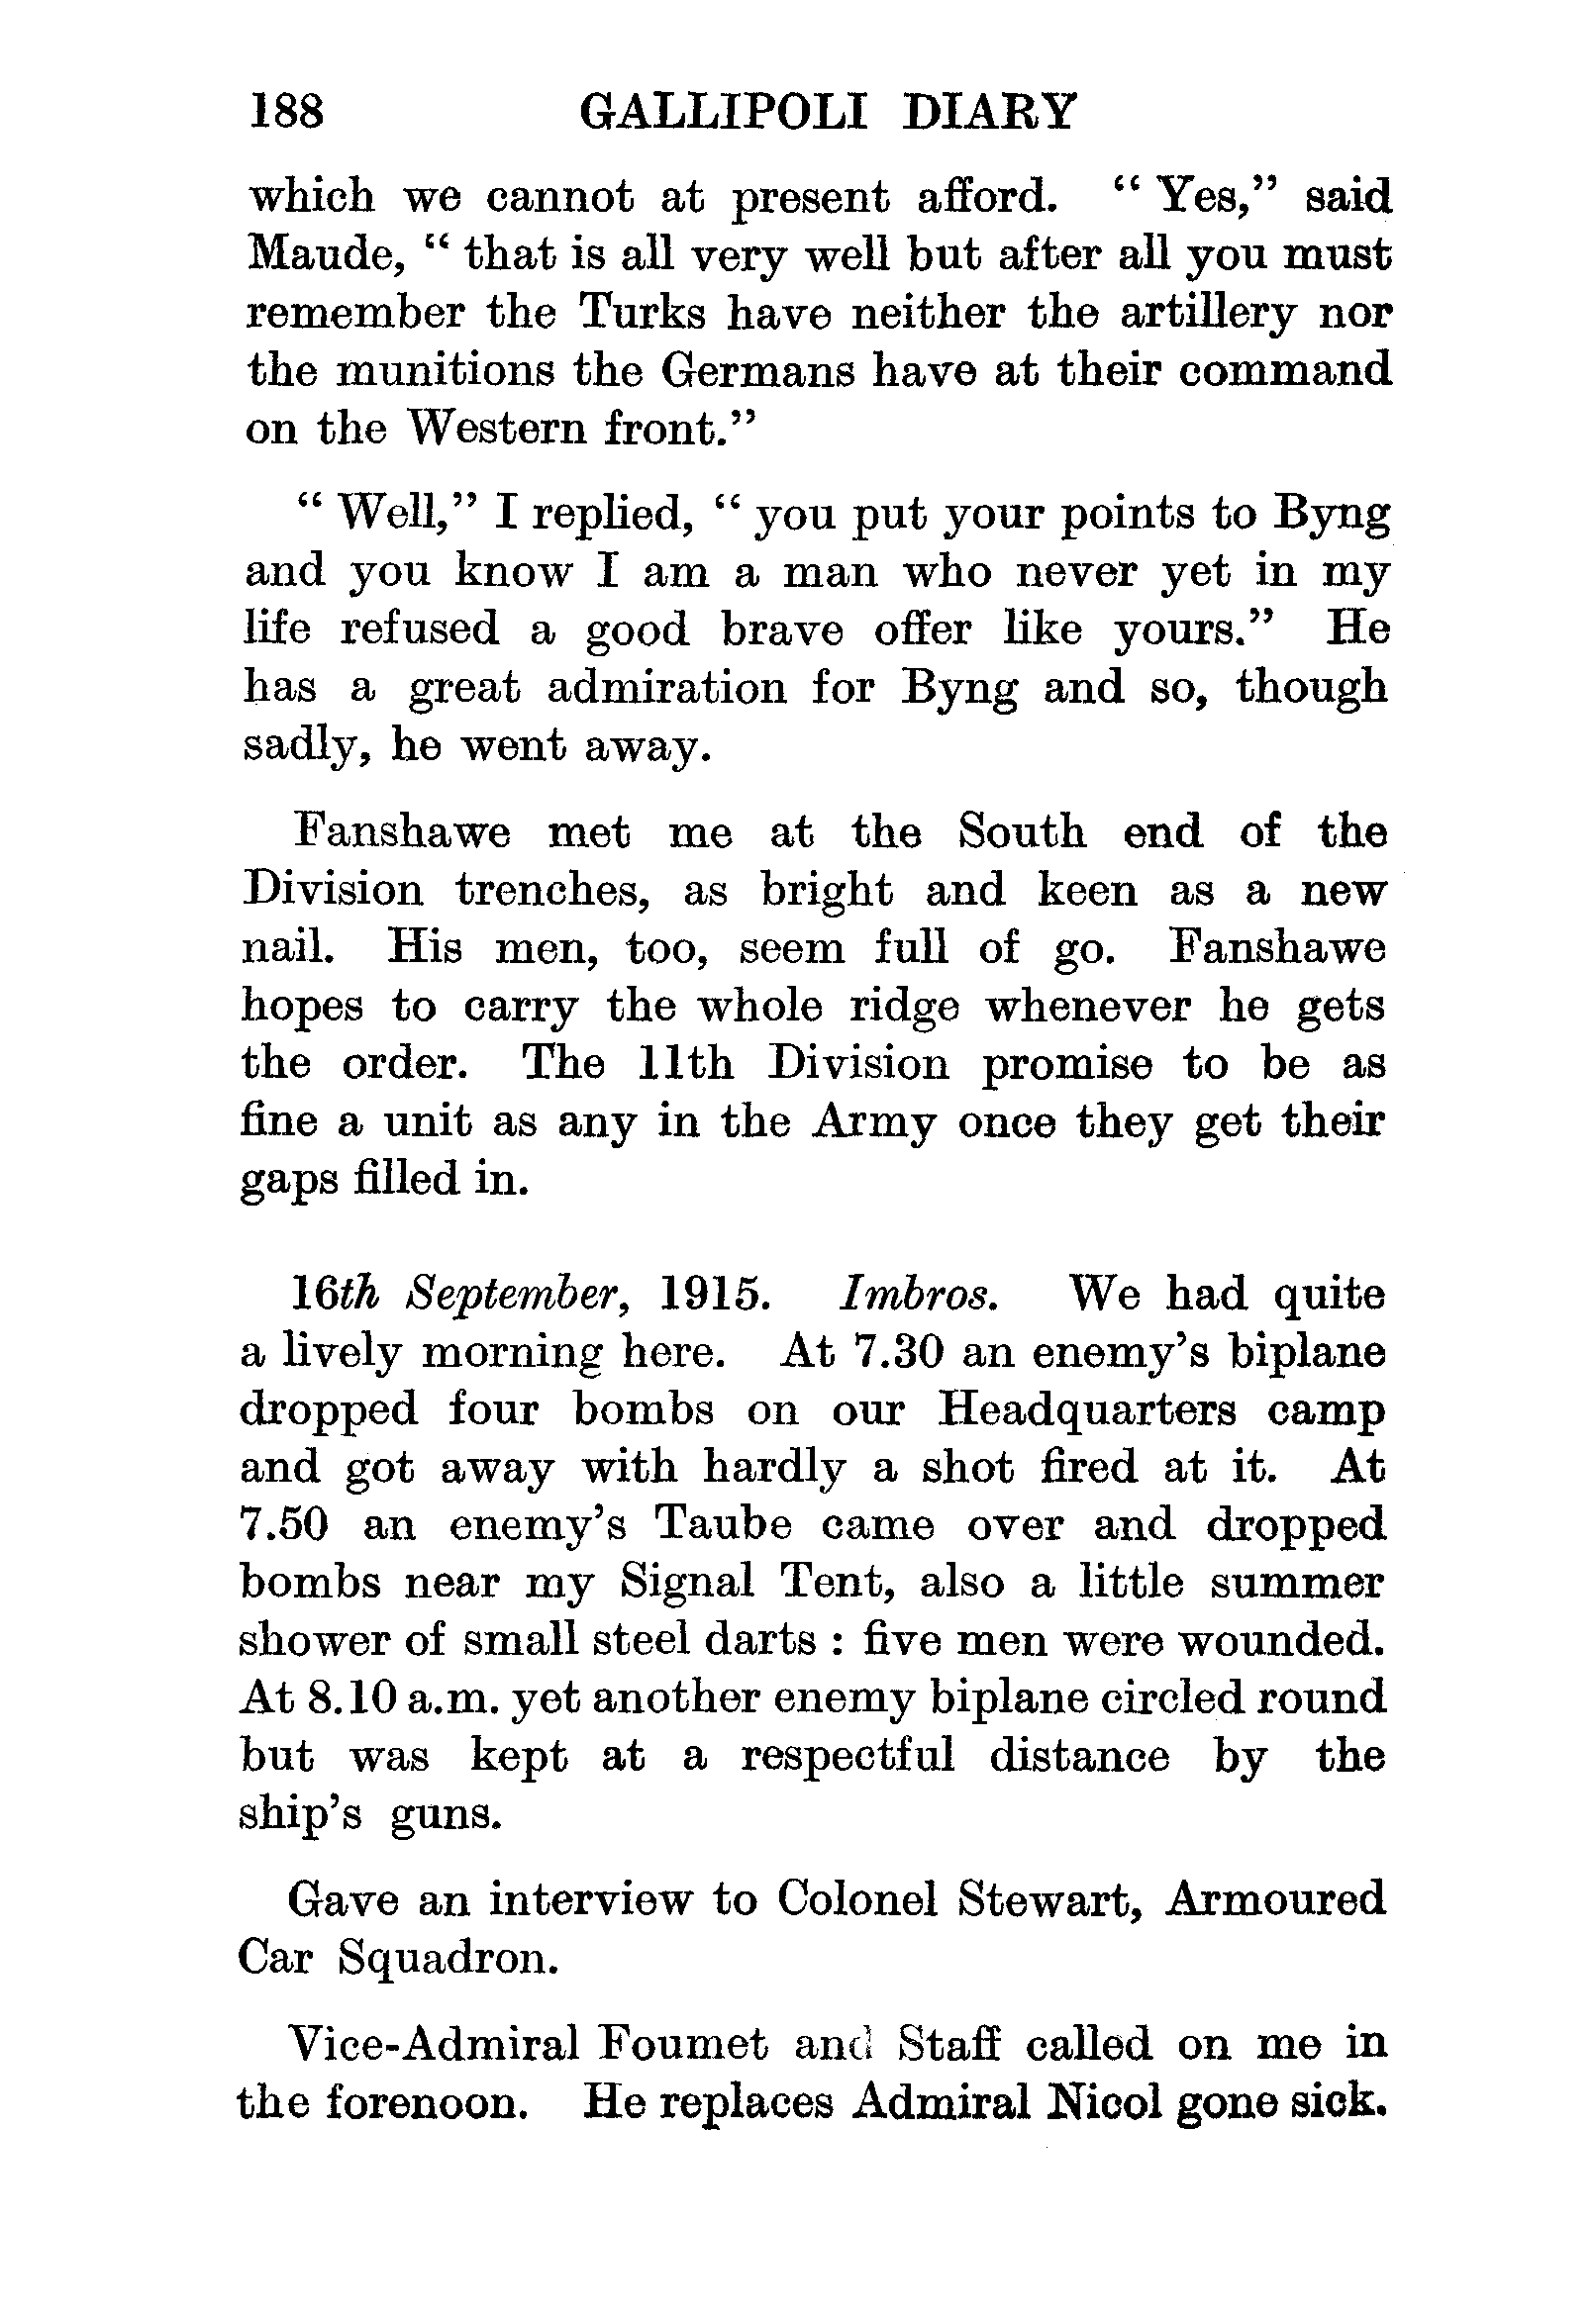 188 GALLIPOLI DIARY
which we cannot at present afford. “ Yes,” said
Maude, “ that is all very well but after all you must
remember the Turks have neither the artillery nor
the munitions the Germans have at their command
on the Western front.”
“ Well,” I replied, “ you put your points to Byng
and you know I am a man who never yet in my
life refused a good brave offer like yours.” He
has a great admiration for Byng and so, though
sadly, he went away.
Fanshawe met me at the South end of the
Division trenches, as bright and keen as a new
nail. His men, too, seem full of go. Fanshawe
hopes to carry the whole ridge whenever he gets
the order. The 11th Division promise to be as
fine a unit as any in the Army once they get their
gaps filled in.
16th September, 1915. Imbros. We had quite
a lively morning here. At 7.30 an enemy’s biplane
dropped four bombs on our Headquarters camp
and got away with hardly a shot fired at it. At
7.50 an enemy’s Taube came over and dropped
bombs near my Signal Tent, also a little summer
shower of small steel darts : five men were wounded.
At 8.10 a.m. yet another enemy biplane circled round
but was kept at a respectful distance by the
ship’s guns.
Gave an interview to Colonel Stewart, Armoured
Car Squadron.
Vice-Admiral Foumet and Staff called on me in
the forenoon. He replaces Admiral Nicol gone sick.